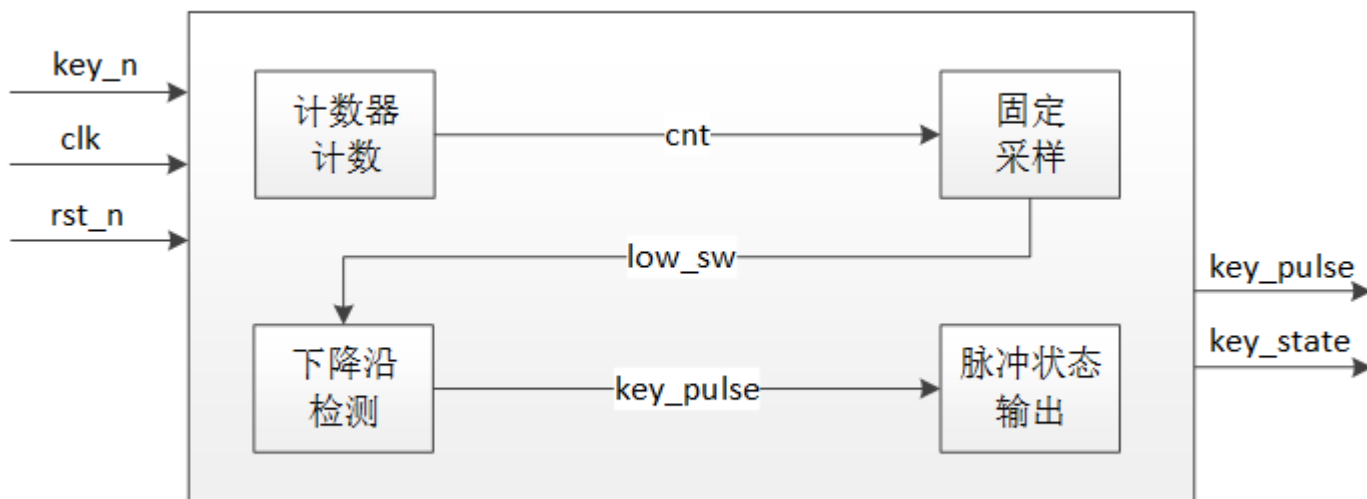 key_n
clk
rst_n
计数器
计数
cnt
固定
采样
low_sw
下降沿
检测
key_pulse
脉冲状态
输出
key_pulse
key_state